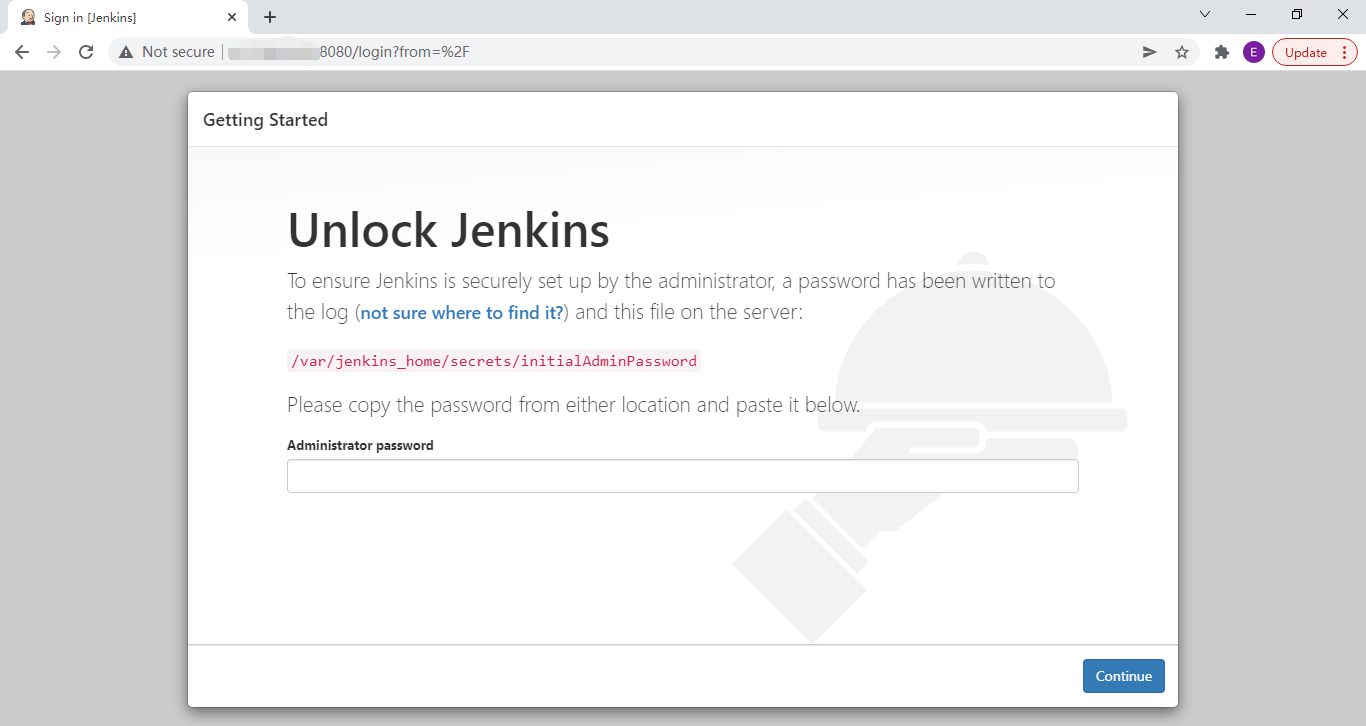 Sign in [Jenkins]
Not secure
8080/login?from=%2F
E
Update
Getting Started
Unlock Jenkins
To ensure Jenkins is securely set up by the administrator, a password has been written to
the log (not sure where to find it?) and this file on the server:
/var/jenkins_home/secrets/initialAdminPassword
Please copy the password from either location and paste it below.
Administrator password
Continue